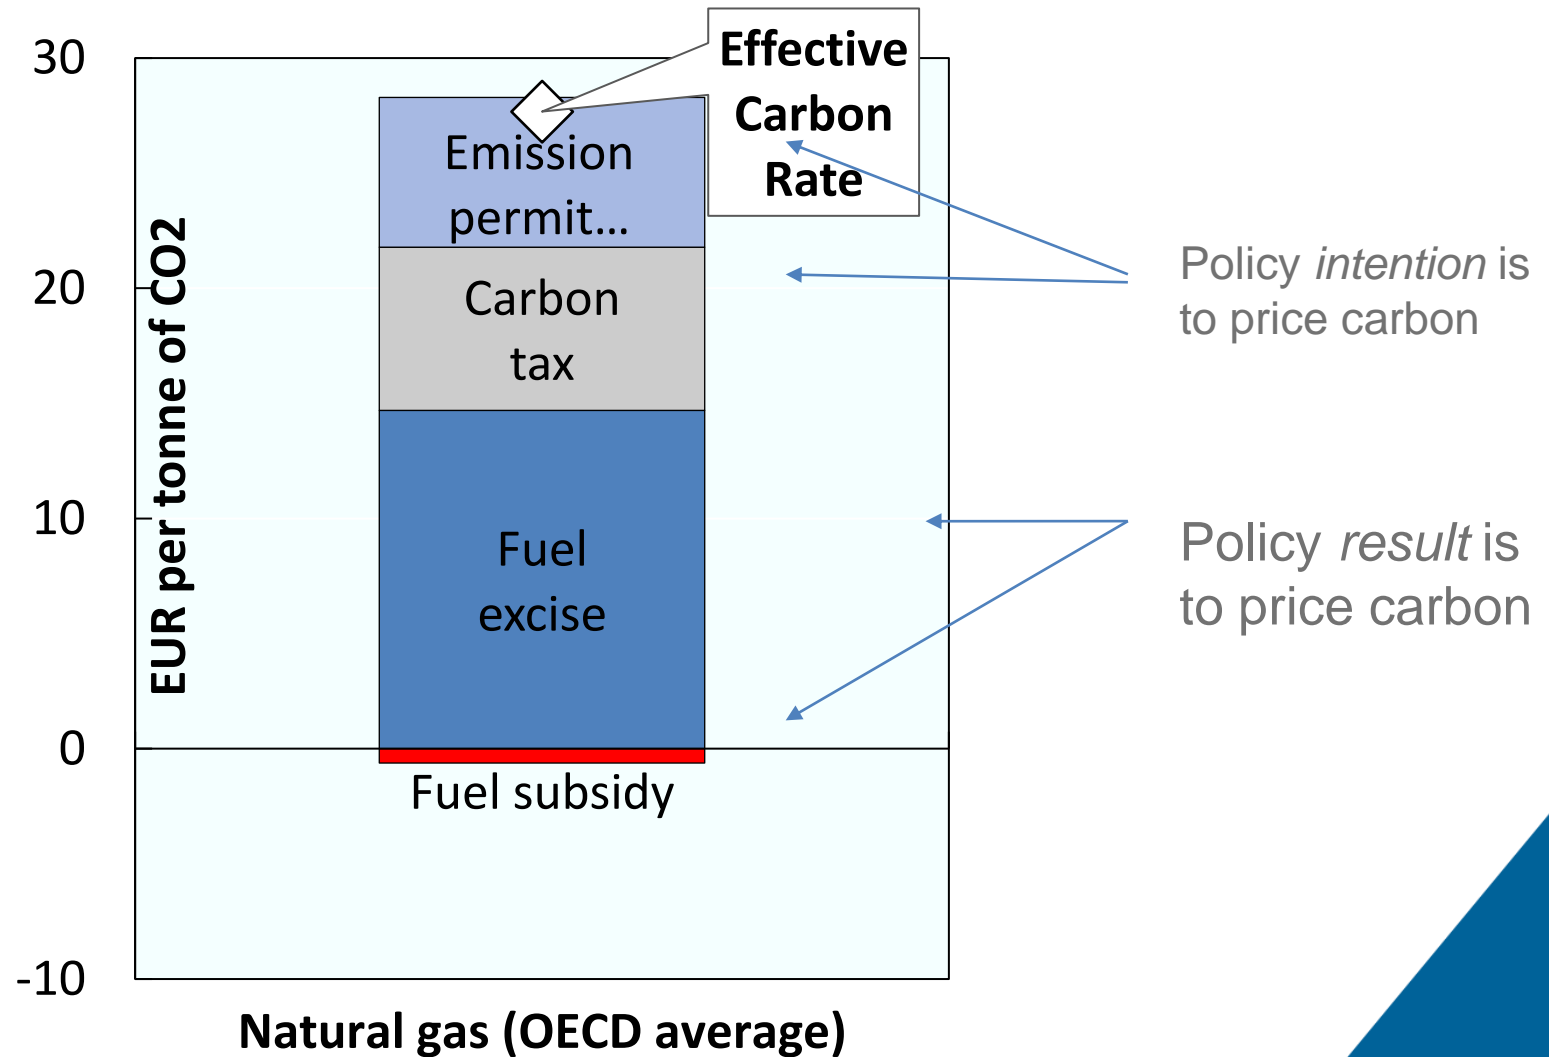 30
20
10
0
-10
EUR per tonne of CO2
Effective
Carbon
Rate
Emission
permit...
Carbon
tax
Fuel
excise
Fuel subsidy
Natural gas (OECD average)
Policy intention is
to price carbon
Policy result is
to price carbon